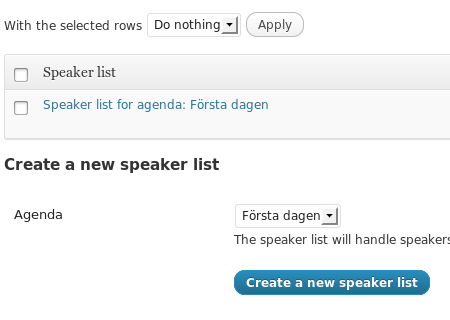 With the selected rows Do nothing Apply
Speaker list
Speaker list for agenda: Första dagen
Create a new speaker list
Agenda Första dagen
The speaker list will handle speakers
Create a new speaker list